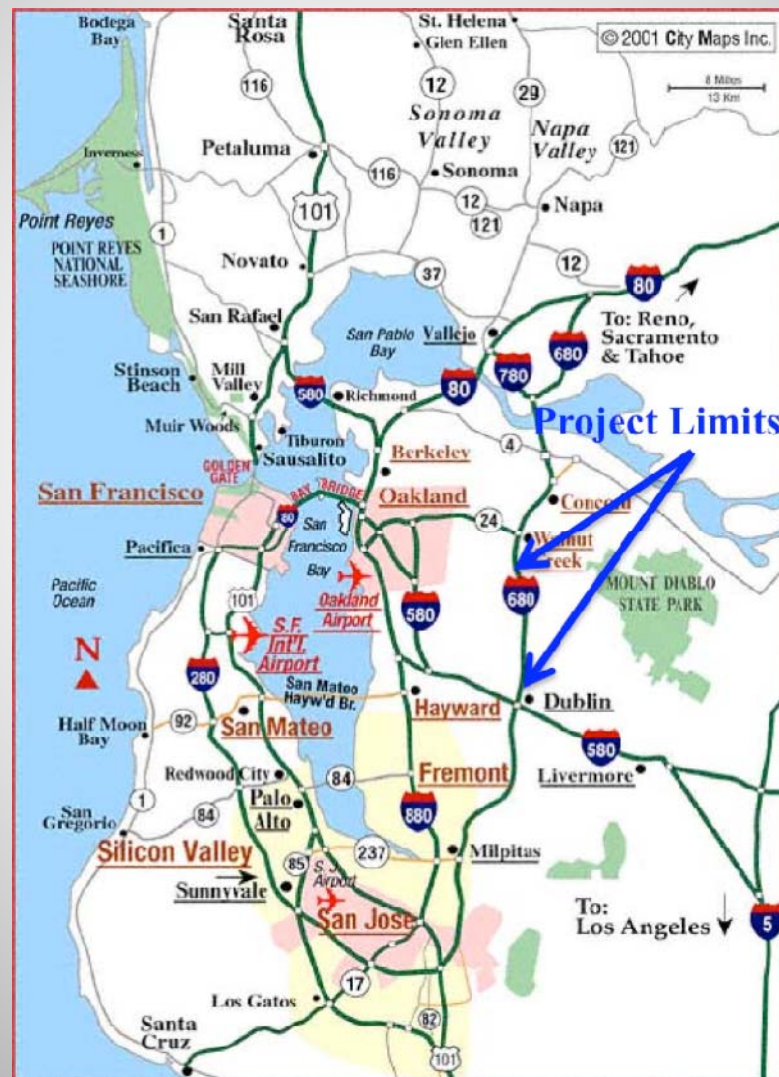 Bodega
Bay
Santa
Rosa
St. Helena
Glen Ellen
© 2001 City Maps Inc.
8 Miles
13 Km
116
12
29
Sonoma
Valley
Napa
Valley
Inverness
Petaluma
116
Sonoma
121
Point Reyes
1
101
12
121
Napa
POINT REYES
NATIONAL
SEASHORE
Novato
37
12
80
San Rafael
San Pablo
Bay
Vallejo
To: Reno,
Sacramento
& Tahoe
680
780
Stinson
Beach
Mill
Valley
580
Richmond
80
Muir Woods
Tiburon
Sausalito
4
Project Limits
Berkeley
GOLDEN
GATE
San Francisco
BAY BRIDGE
Oakland
Concord
80
San
Francisco
Bay
24
Walnut
Creek
Pacifica
Pacific
Ocean
101
Oakland
Airport
580
680
MOUNT DIABLO
STATE PARK
N
S.F.
Int'l.
Airport
280
San Mateo
Hayw'd Br.
Hayward
Dublin
Half Moon
Bay
92
San Mateo
580
Livermore
Redwood City
84
Fremont
1
San
Gregorio
84
Palo
Alto
880
Silicon Valley
85
237
Milpitas
S.J.
Airport
Sunnyvale
San Jose
To:
Los Angeles
5
17
Los Gatos
82
Santa
Cruz
101